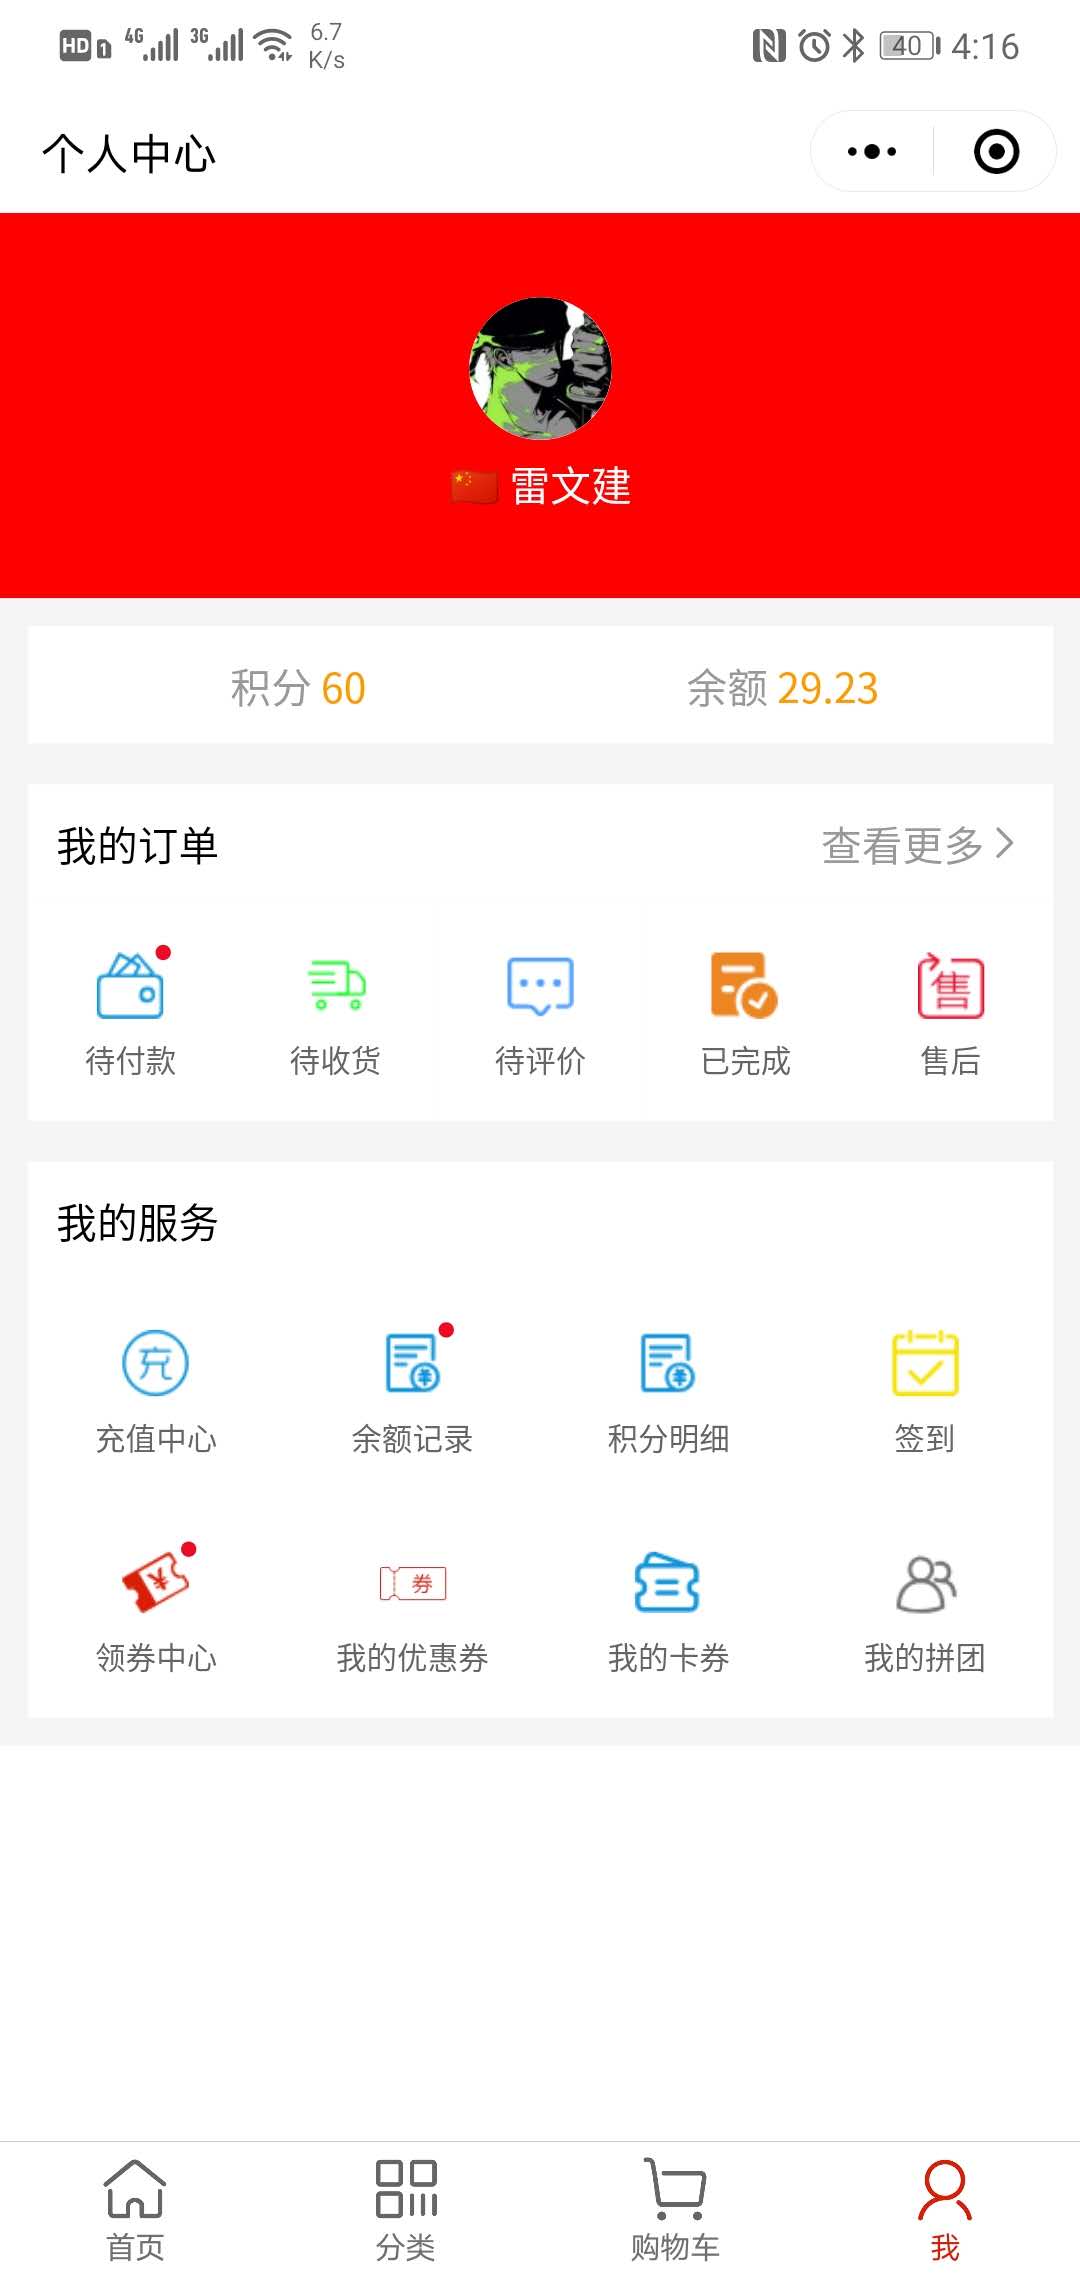 HD 1 4G 3G 6.7 K/s 40 4:16
个人中心
🇨🇳 雷文建
积分 60 余额 29.23
我的订单 查看更多
售
待付款 待收货 待评价 已完成 售后
我的服务
充
充值中心 余额记录 积分明细 签到
券
领券中心 我的优惠券 我的卡券 我的拼团
首页 分类 购物车 我